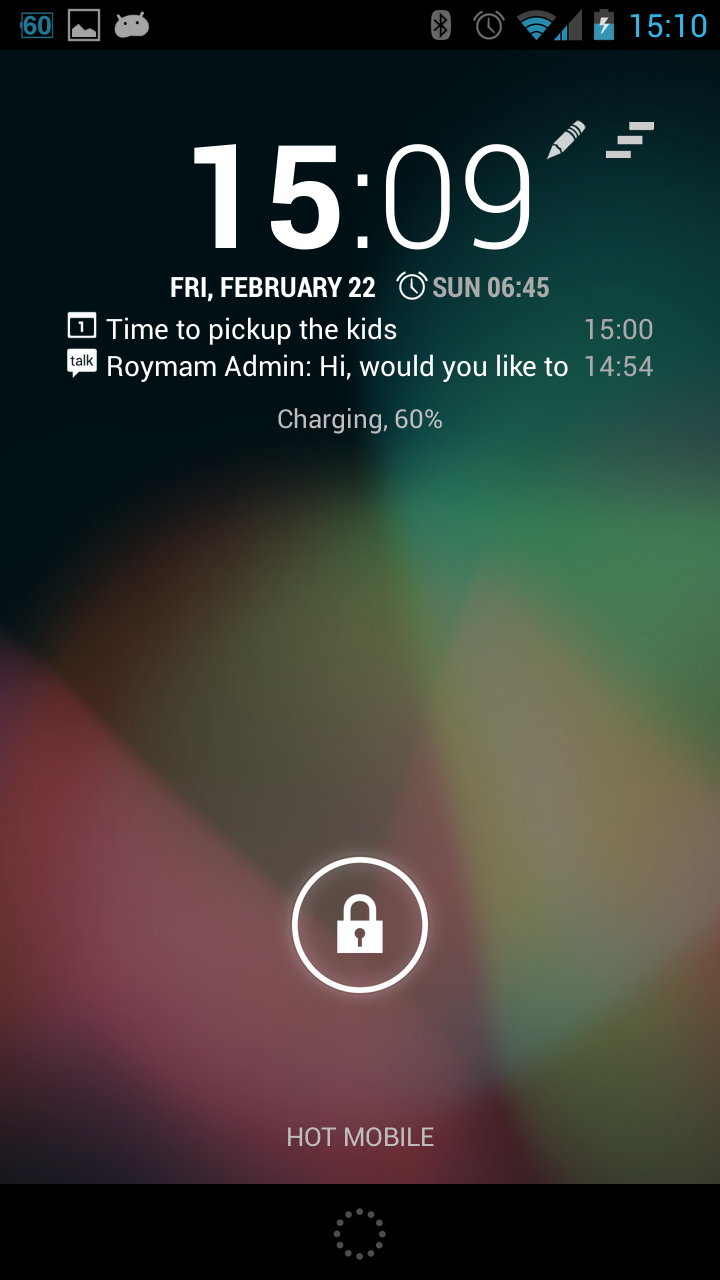 60 15:10
15:09
FRI, FEBRUARY 22 SUN 06:45
1 Time to pickup the kids 15:00
talk Roymam Admin: Hi, would you like to 14:54
Charging, 60%
HOT MOBILE